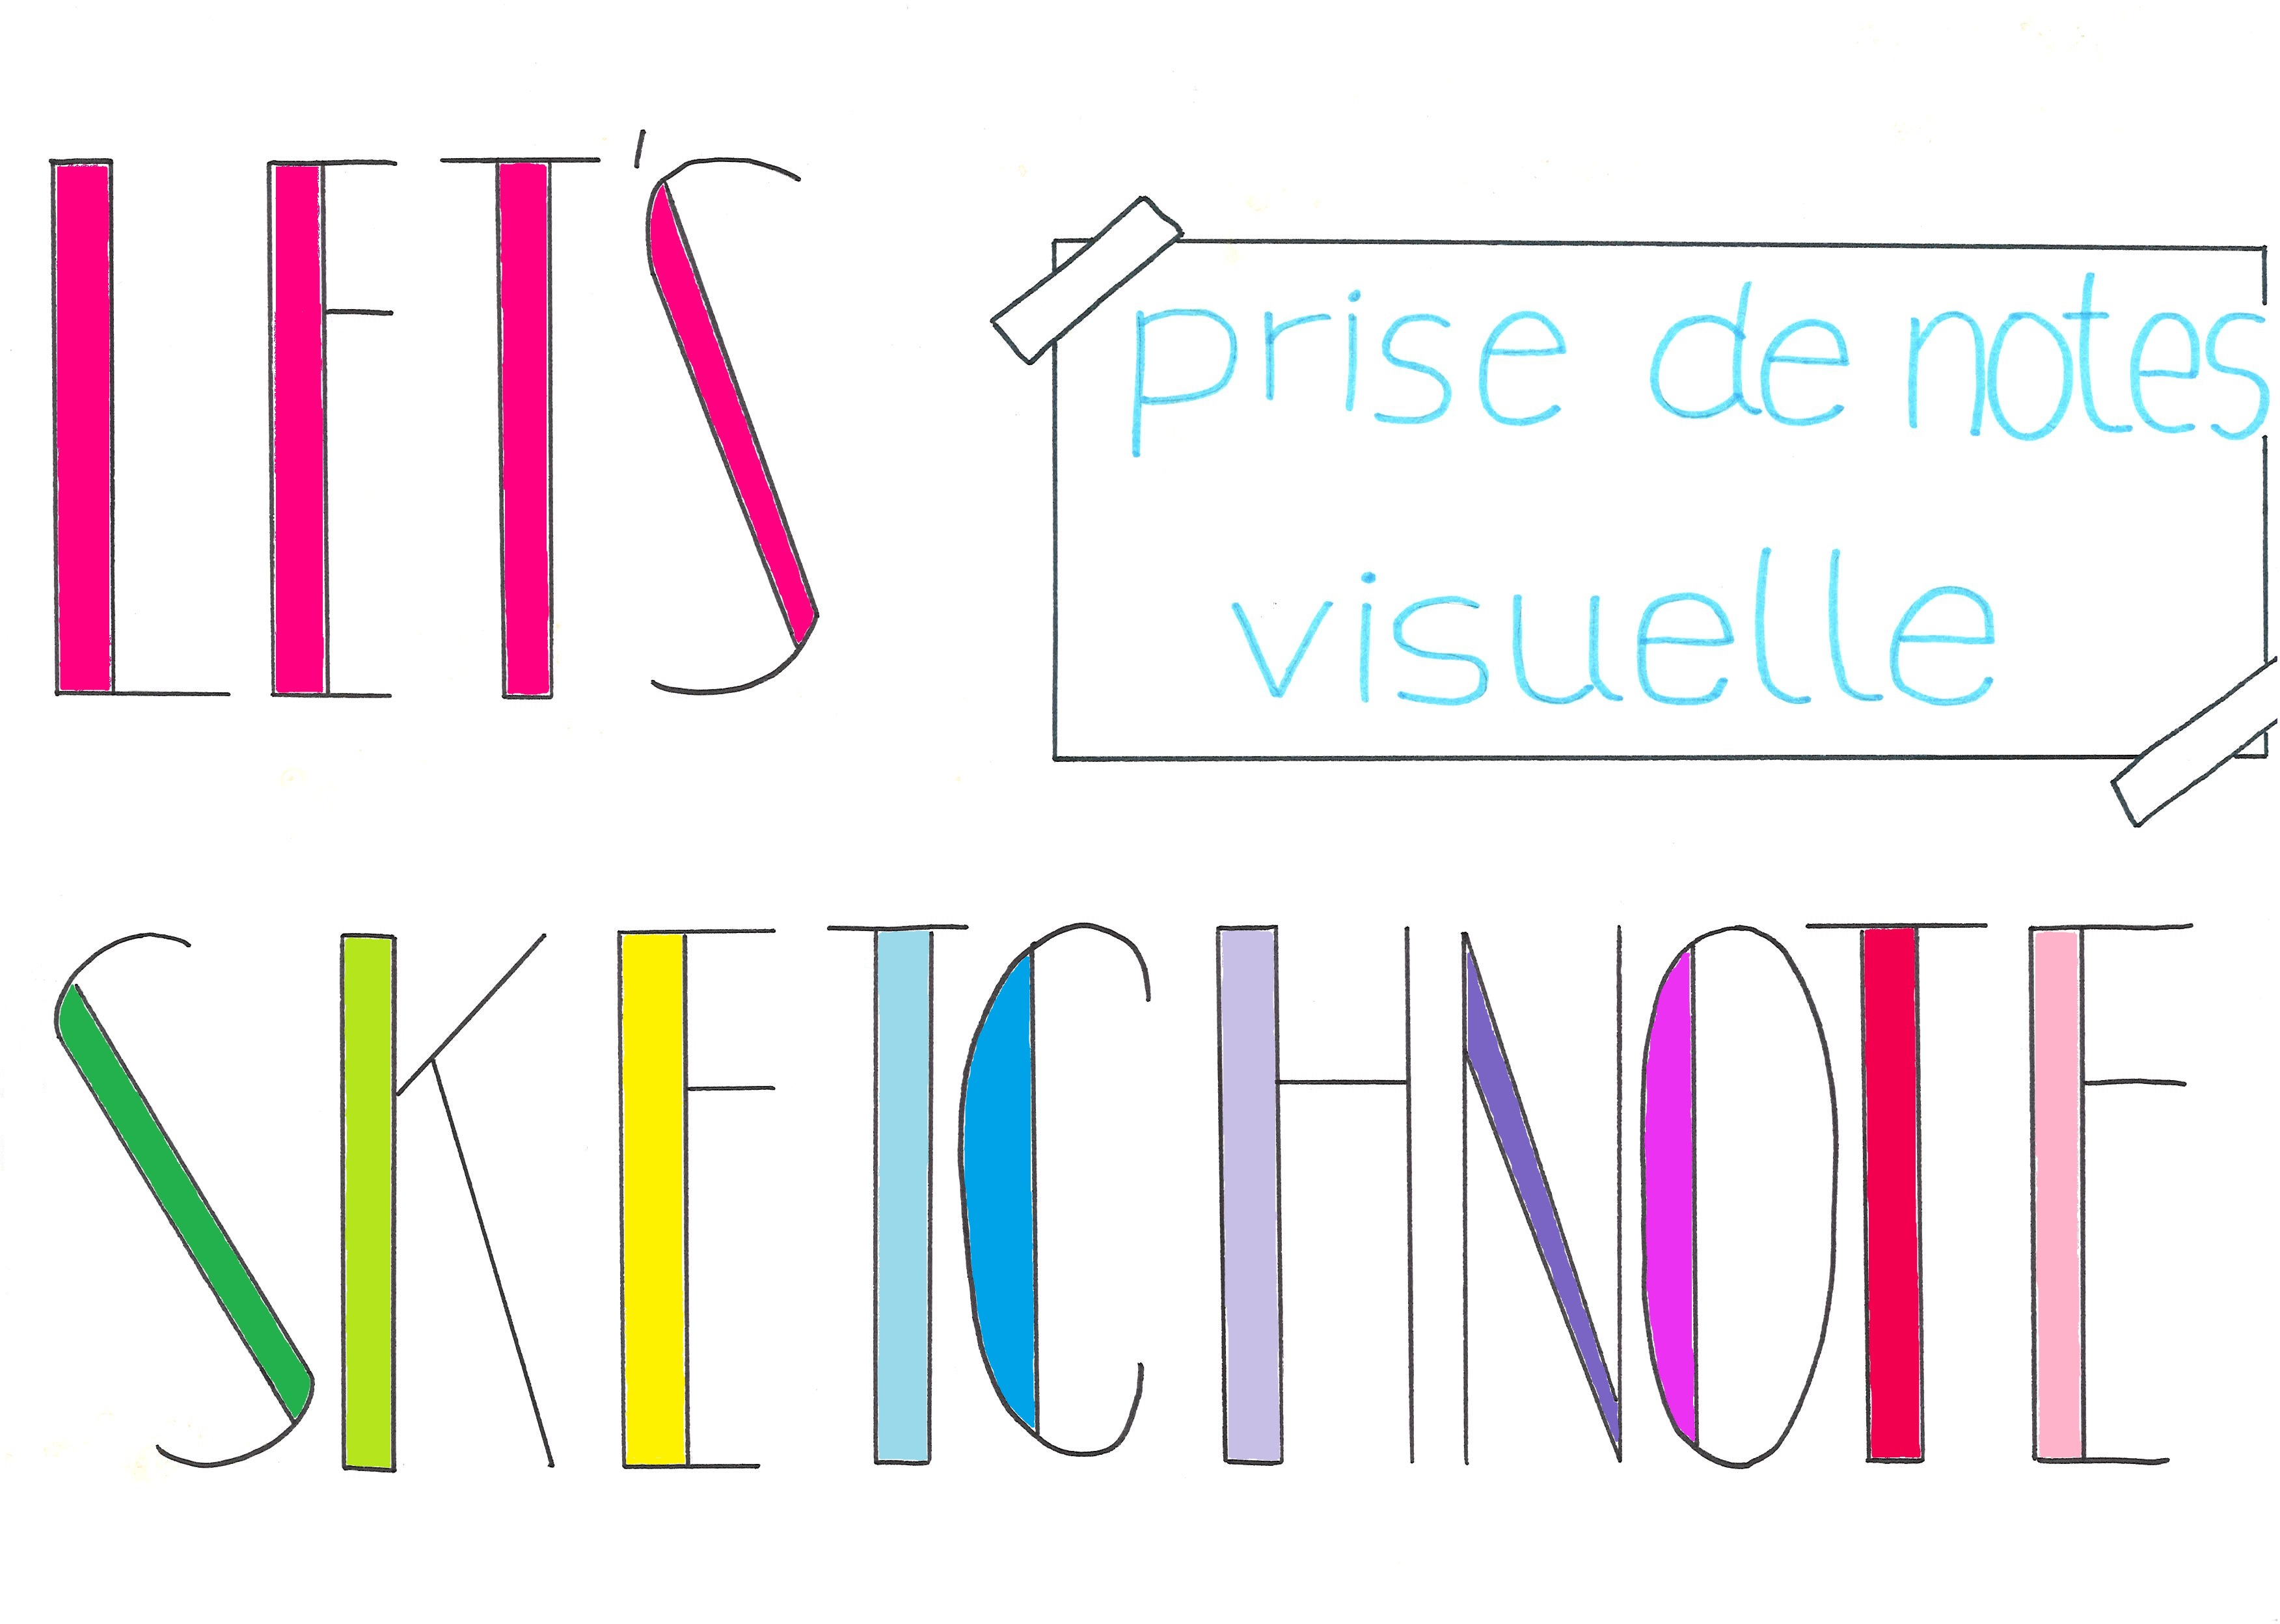 LET'S
prise de notes
visuelle
SKETCHNOTE